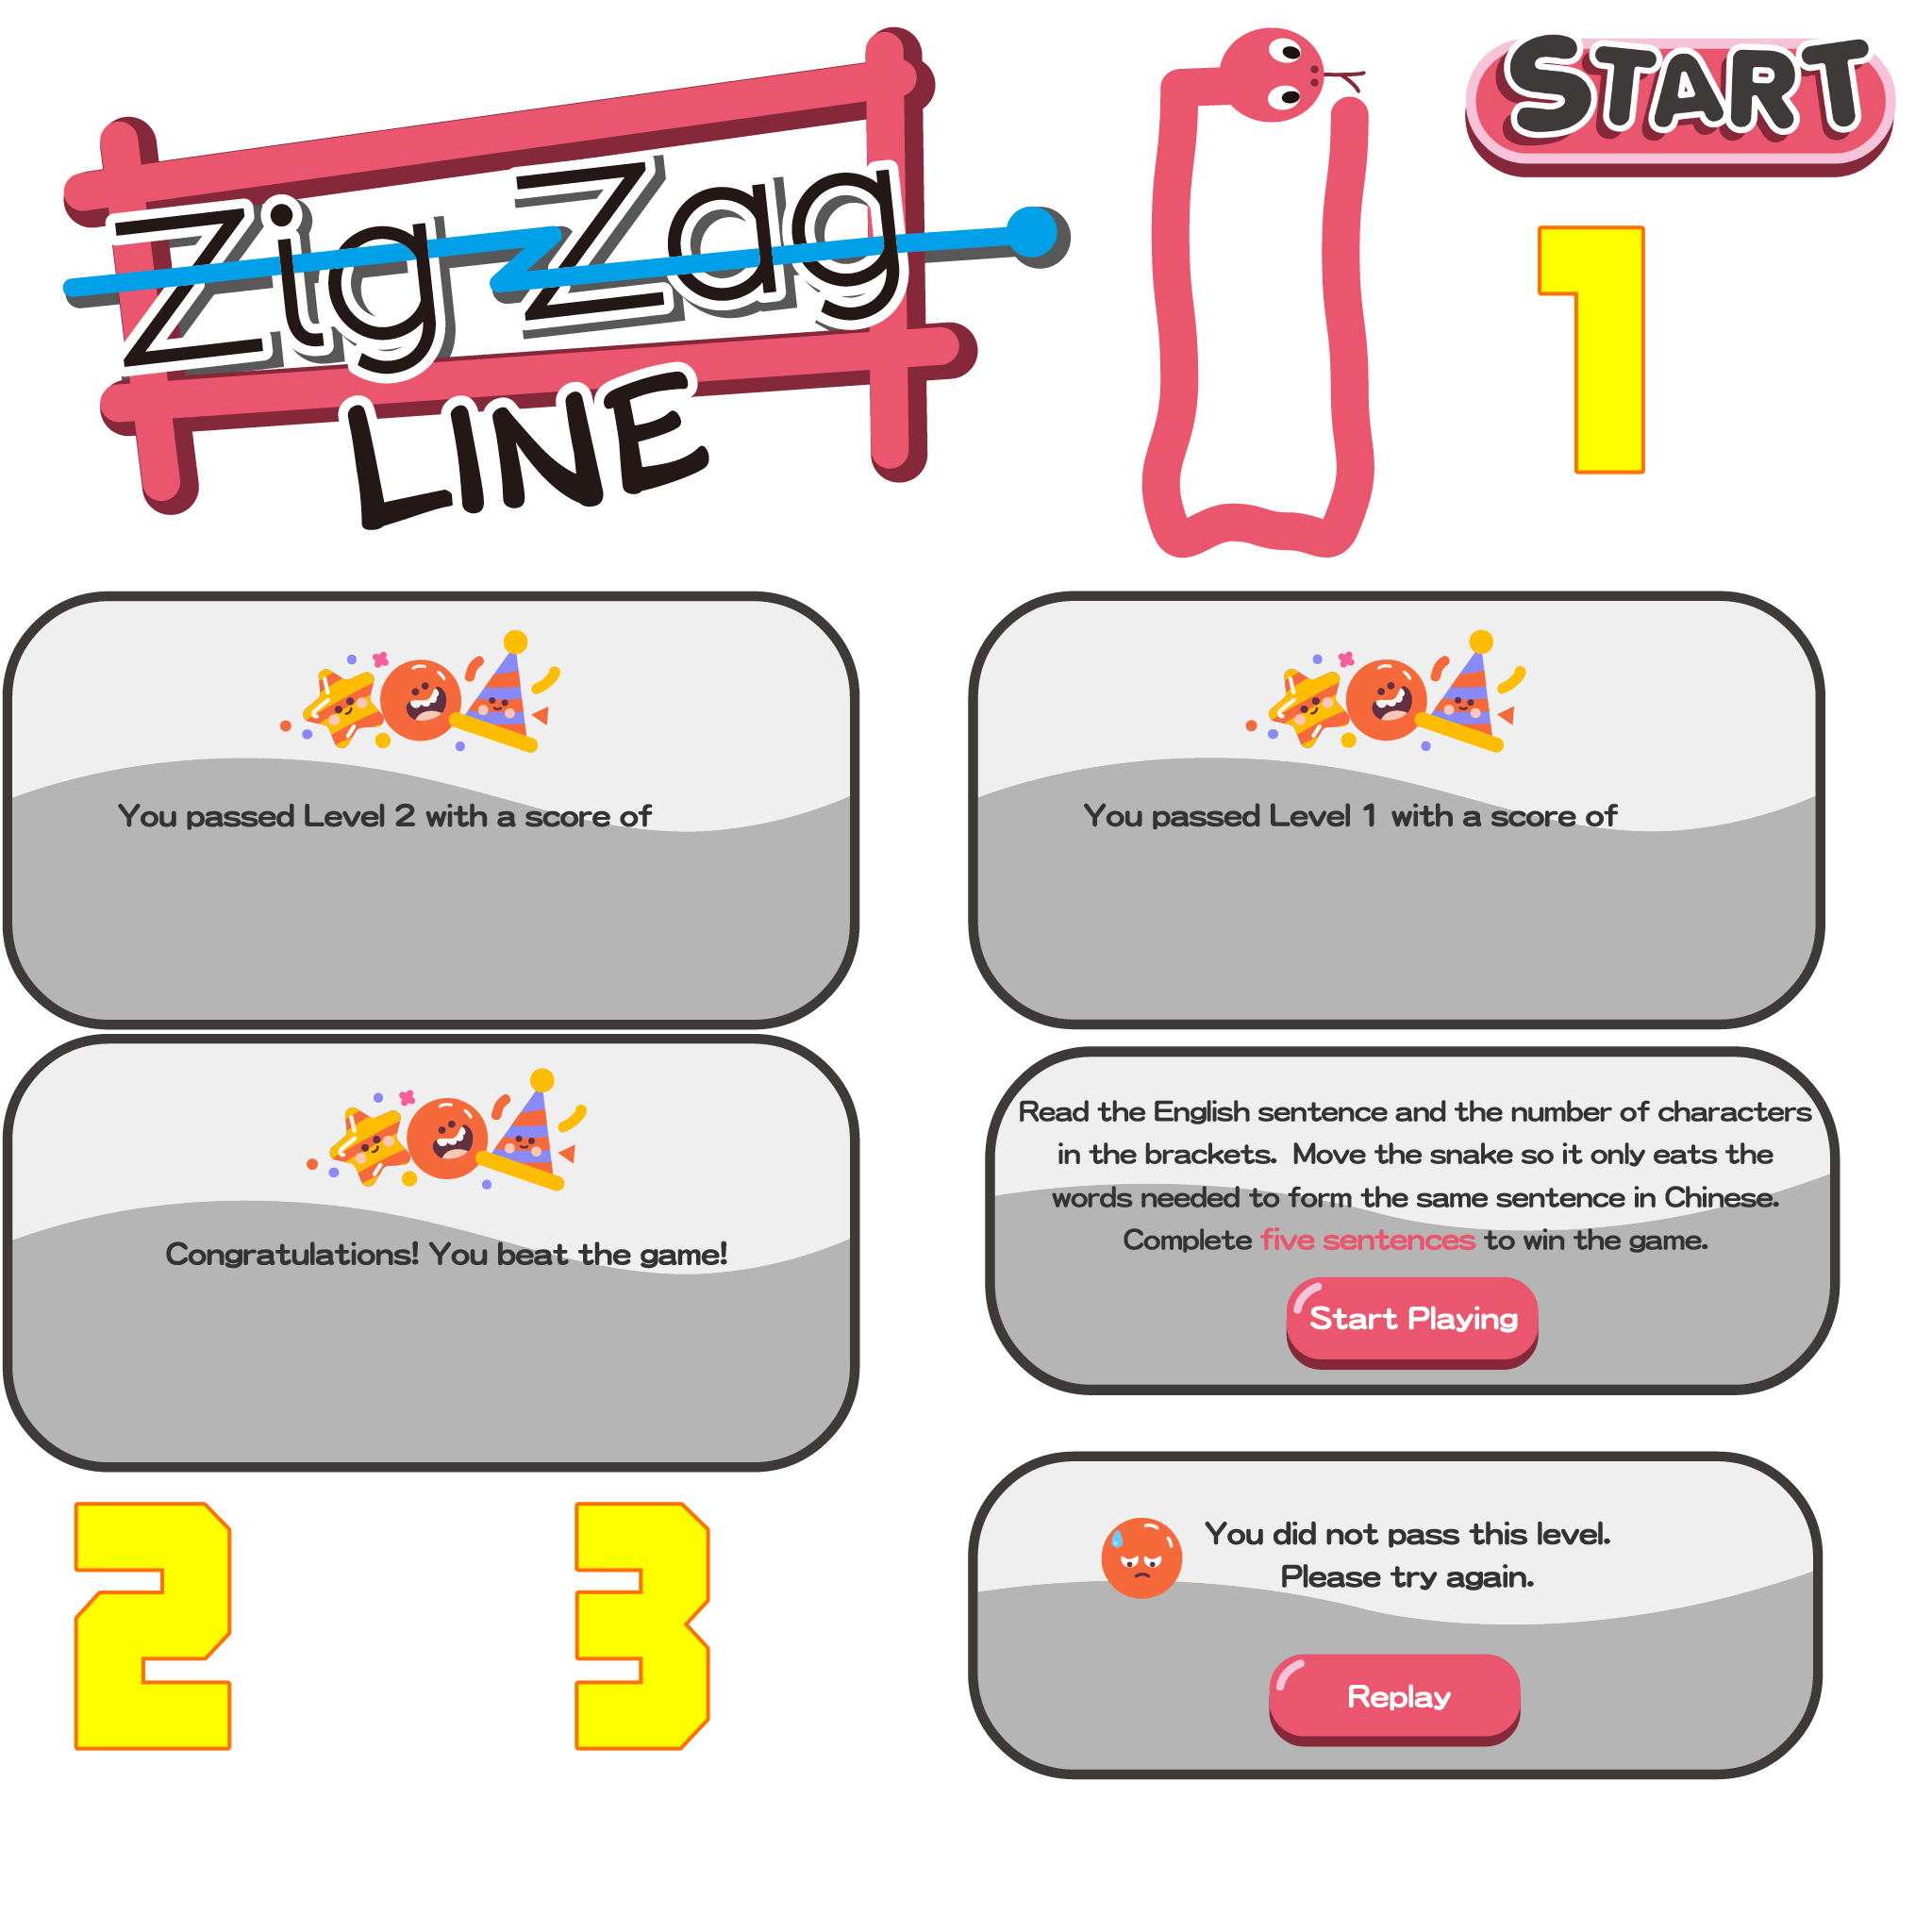 Zig Zag
LINE
START
1
You passed Level 2 with a score of
You passed Level 1 with a score of
Congratulations! You beat the game!
Read the English sentence and the number of characters
in the brackets. Move the snake so it only eats the
words needed to form the same sentence in Chinese.
Complete five sentences to win the game.
Start Playing
2
3
You did not pass this level.
Please try again.
Replay